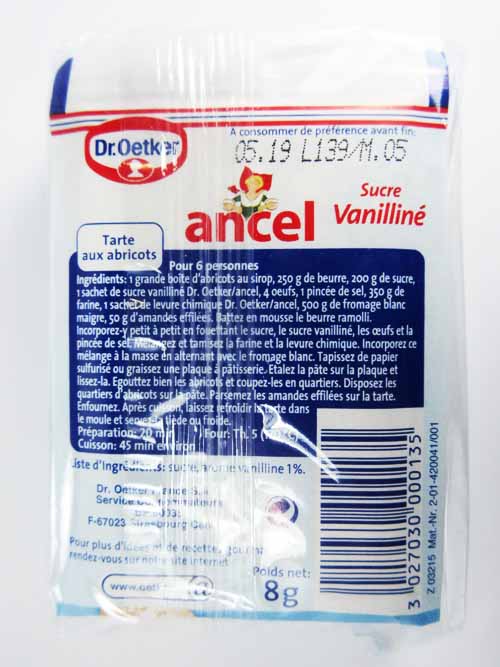 A consommer de préférence avant fin:
Dr.Oetker
05.19 L139/M.05
ancel
Sucre
Vanilliné
Tarte
aux abricots
Pour 6 personnes
Ingrédients: 1 grande boîte d'abricots au sirop, 250 g de beurre, 200 g de sucre,
1 sachet de sucre vanilliné Dr. Oetker/ancel, 4 oeufs, 1 pincée de sel, 350 g de
farine, 1 sachet de levure chimique Dr. Oetker/ancel, 500 g de fromage blanc
maigre, 50 g d'amandes effilées. Battez en mousse le beurre ramolli.
Incorporez-y petit à petit en fouettant le sucre, le sucre vanilliné, les œufs et la
pincée de sel. Mélangez et tamisez la farine et la levure chimique. Incorporez ce
mélange à la masse en alternant avec le fromage blanc. Tapissez de papier
sulfurisé ou graissez une plaque à pâtisserie. Etalez la pâte sur la plaque et
lissez-la. Egouttez bien les abricots et coupez-les en quartiers. Disposez les
quartiers d'abricots sur la pâte. Parsemez les amandes effilées sur la tarte.
Enfournez. Après cuisson, laissez refroidir la tarte dans
le moule et servez-la tiède ou froide.
Préparation: 20 min Four: Th. 5
Cuisson: 45 min environ
Liste d'Ingrédients: sucre, arôme vanilline 1%.
Dr. Oetker France
Service
F-67023 Strasbourg
Pour plus d'idées et de recettes
rendez-vous sur notre site internet
www.oetk
Poids net:
8g
3 027030 000135
Z 03215 Mat.-Nr. 2-01-420041/001